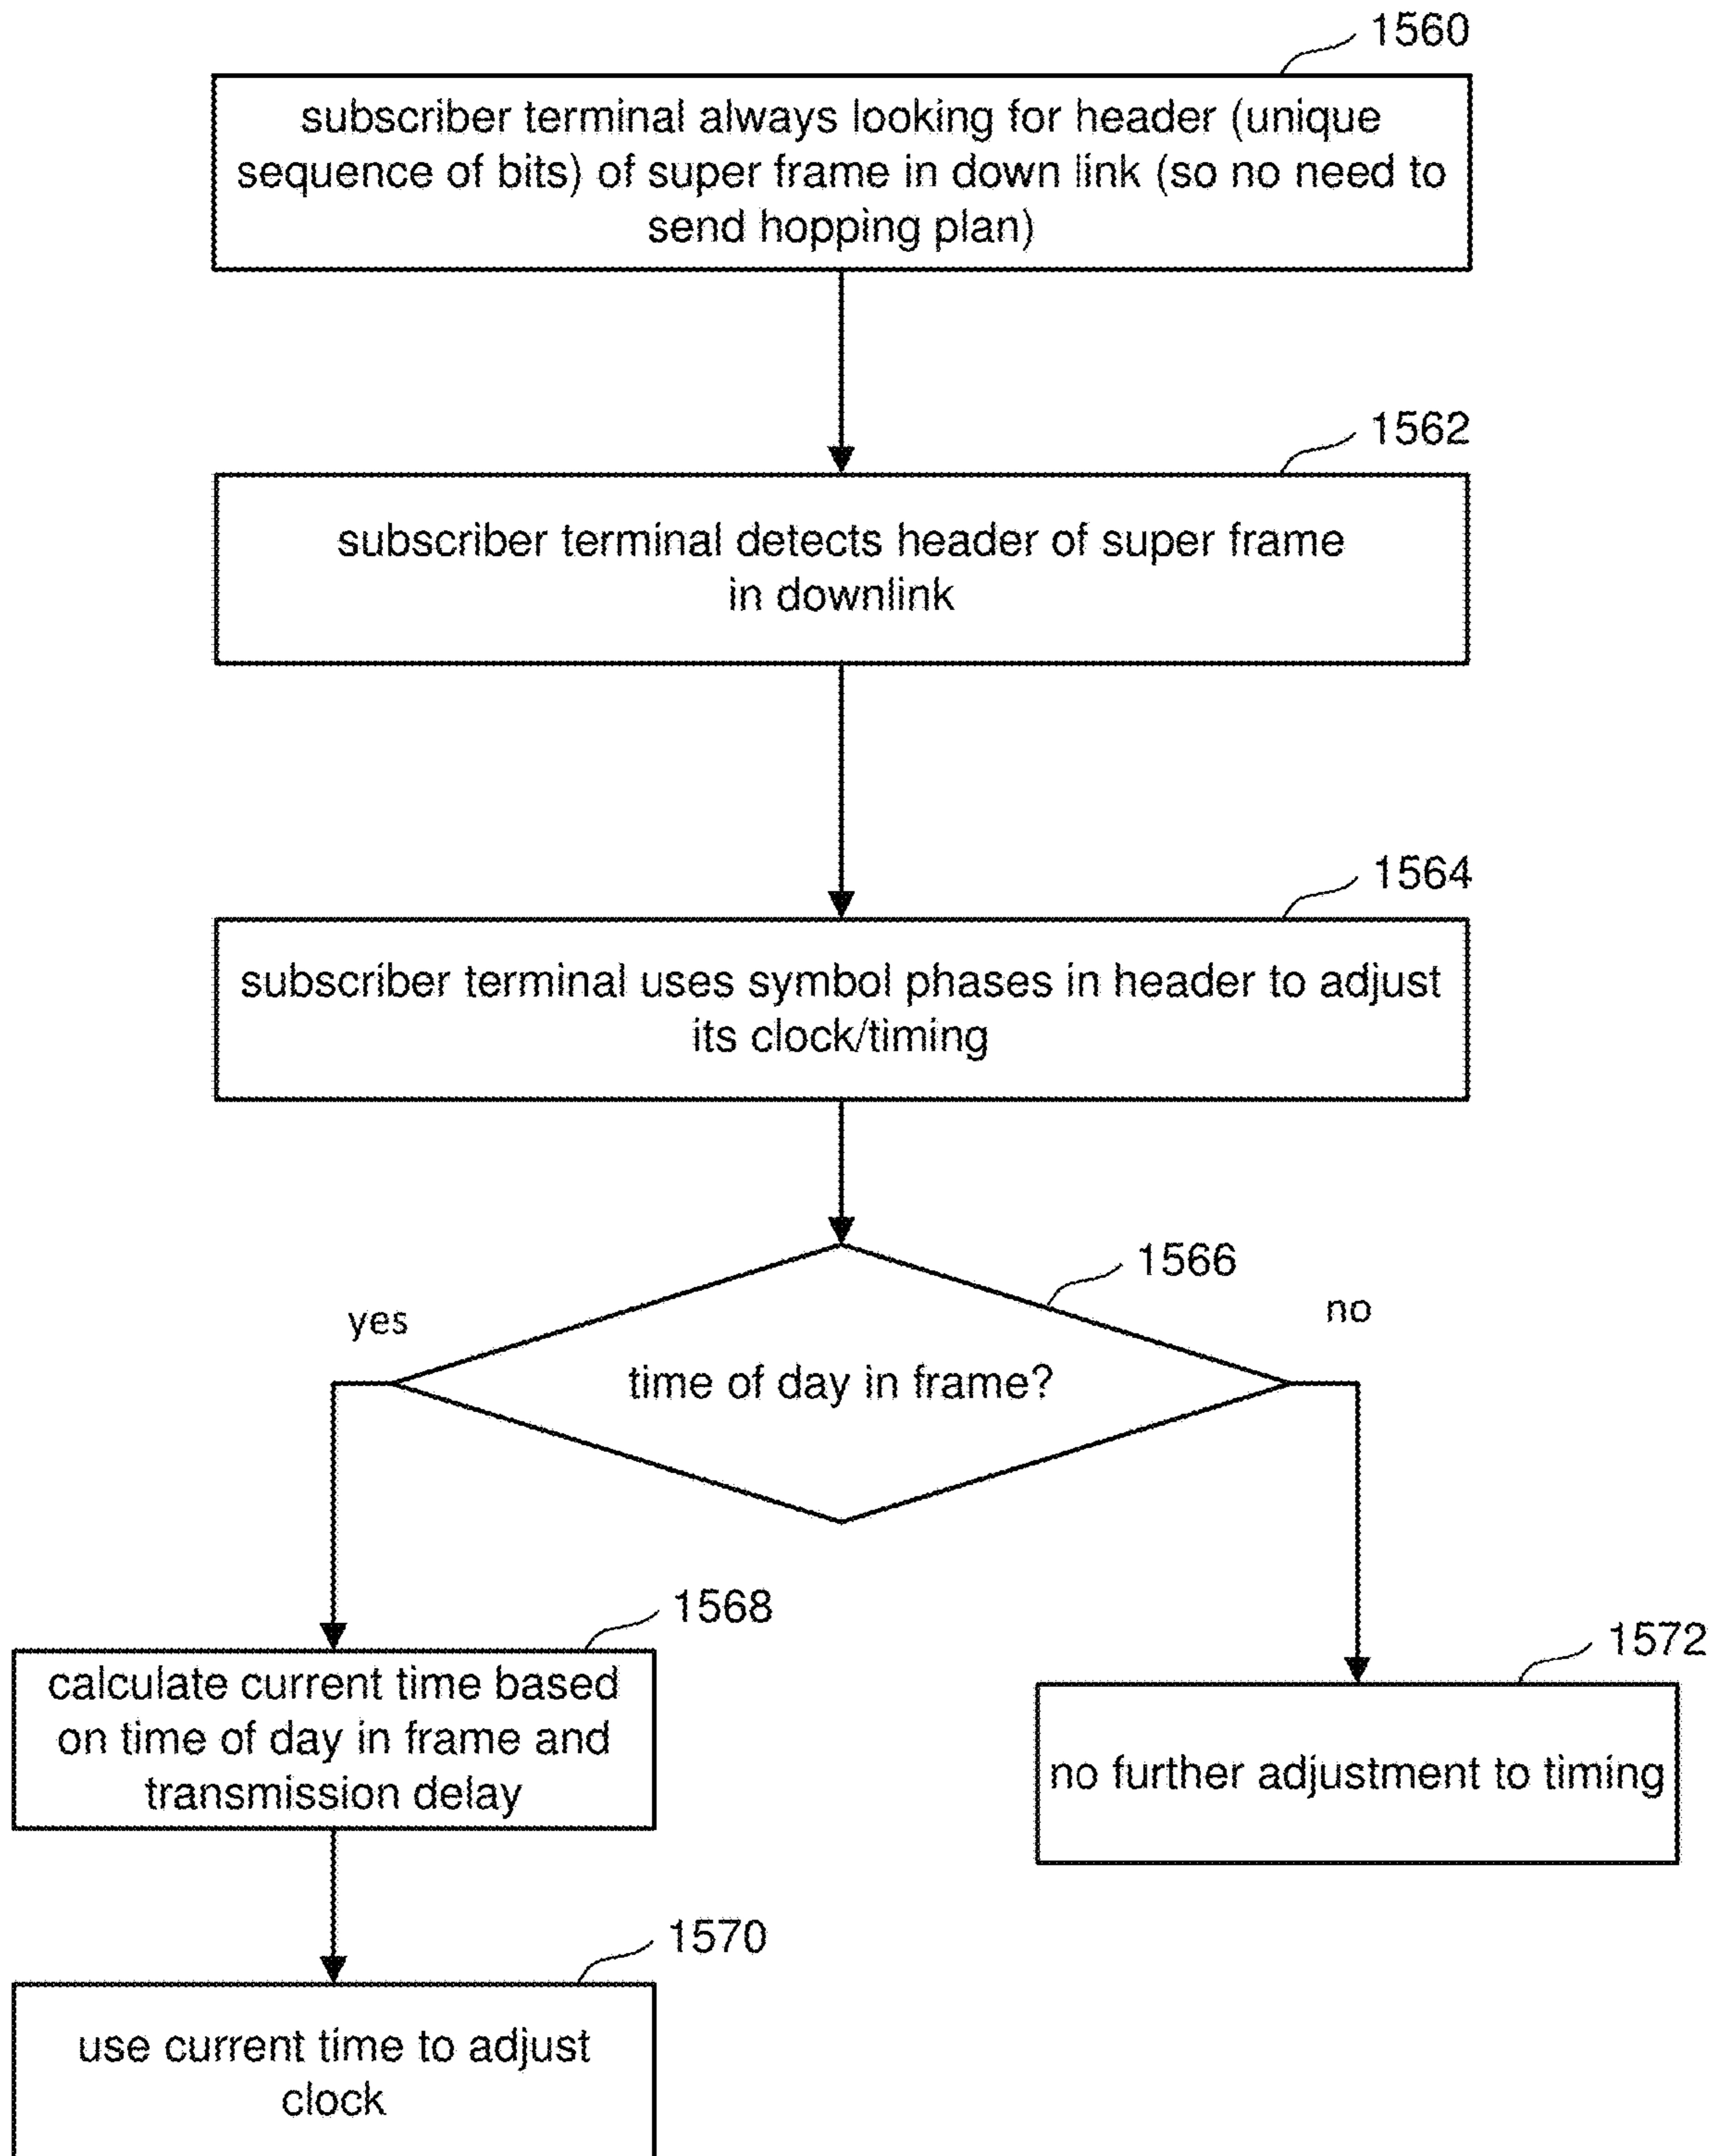 1560
subscriber terminal always looking for header (unique
sequence of bits) of super frame in down link (so no need to
send hopping plan)
1562
subscriber terminal detects header of super frame
in downlink
1564
subscriber terminal uses symbol phases in header to adjust
its clock/timing
1566
yes
no
time of day in frame?
1568
calculate current time based
on time of day in frame and
transmission delay
1572
no further adjustment to timing
1570
use current time to adjust
clock